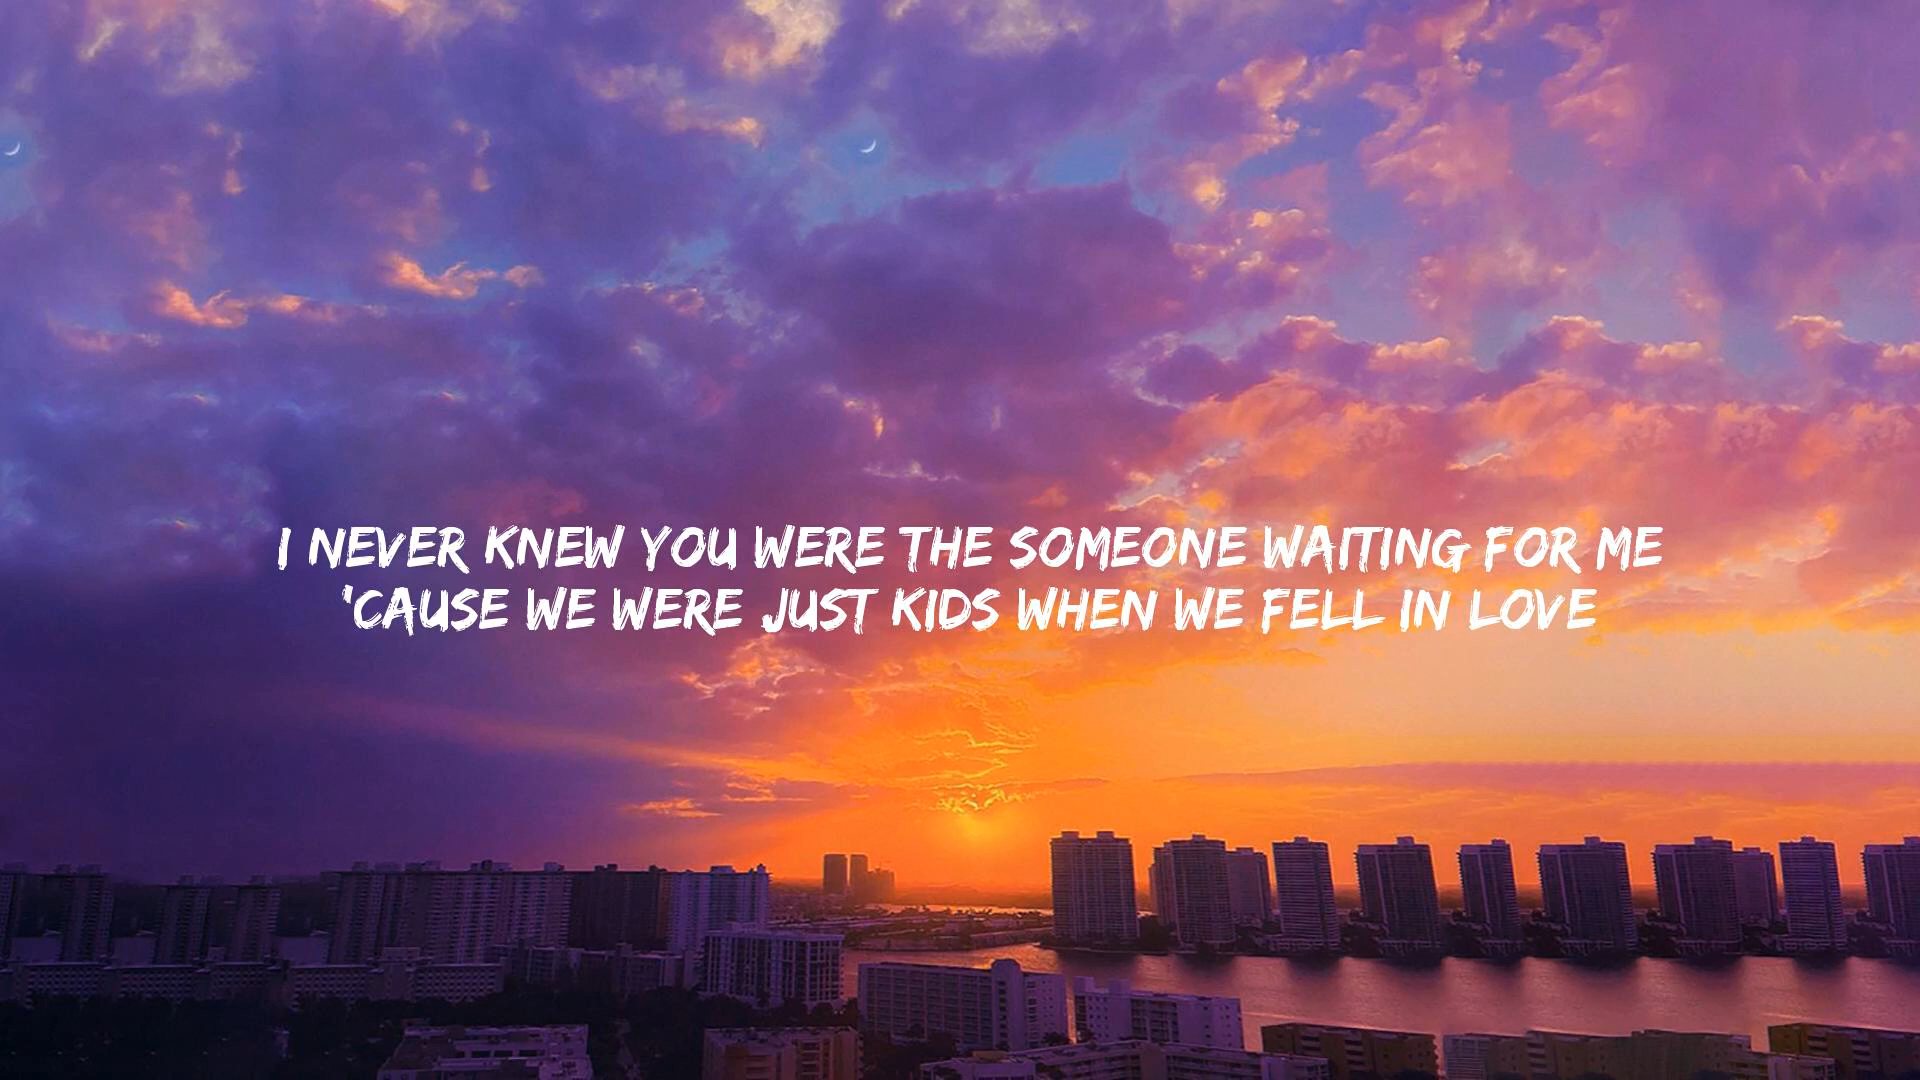 I NEVER KNEW YOU WERE THE SOMEONE WAITING FOR ME
'CAUSE WE WERE JUST KIDS WHEN WE FELL IN LOVE